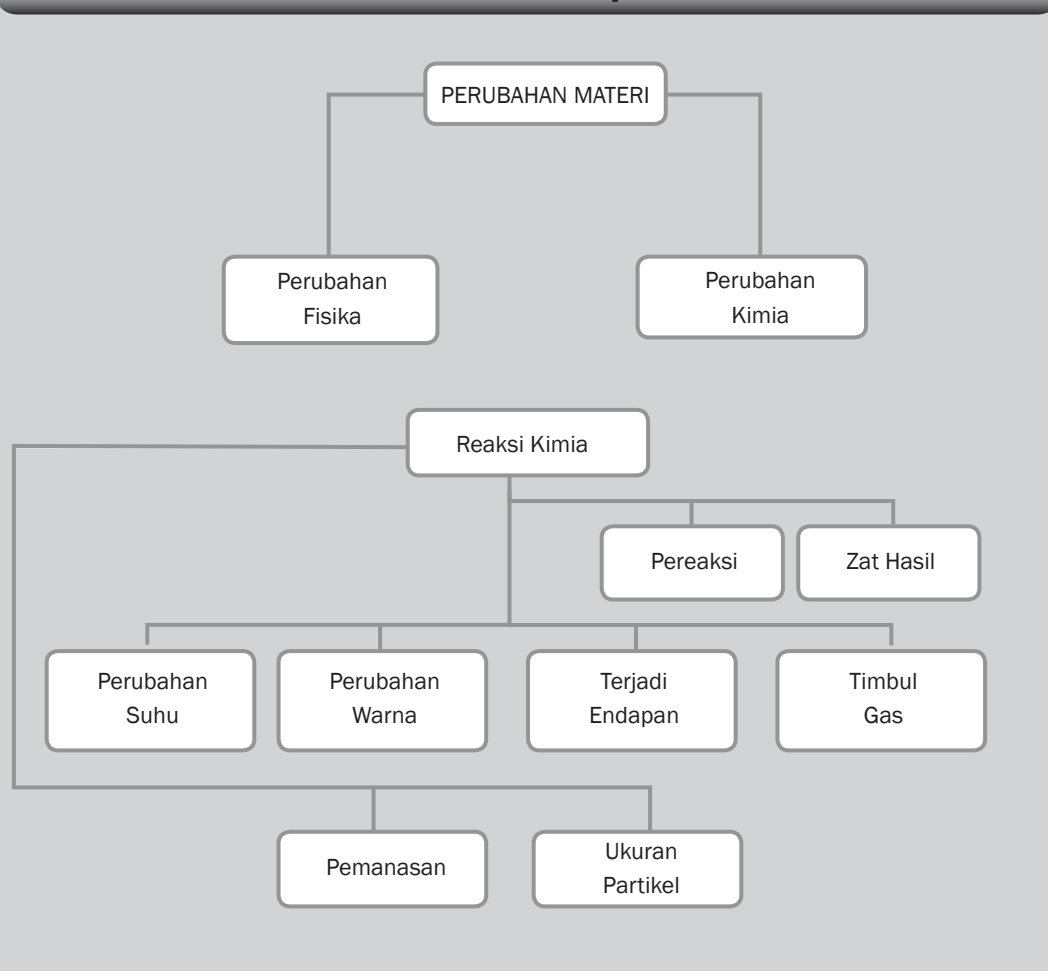 PERUBAHAN MATERI
Perubahan
Fisika
Perubahan
Kimia
Reaksi Kimia
Pereaksi
Zat Hasil
Perubahan
Suhu
Perubahan
Warna
Terjadi
Endapan
Timbul
Gas
Pemanasan
Ukuran
Partikel